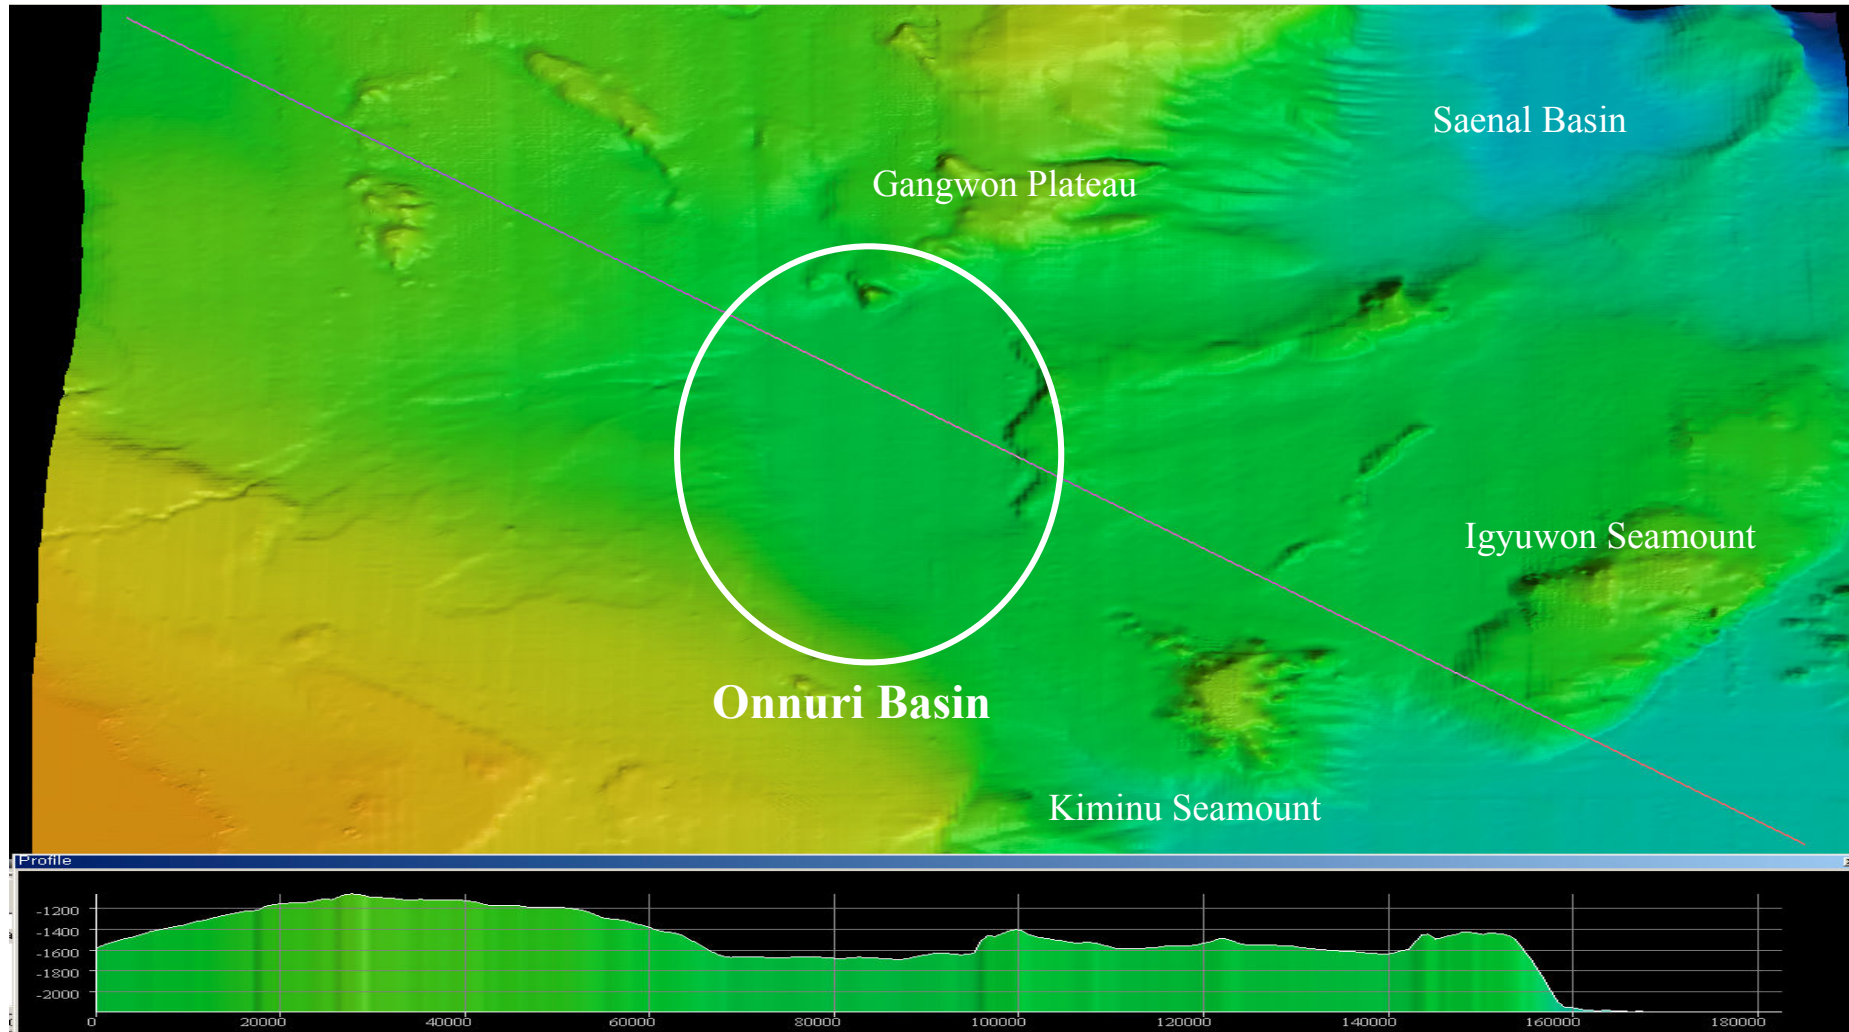 Saenal Basin
Gangwon Plateau
Igyuwon Seamount
Onnuri Basin
Kiminu Seamount
Profile
-1200
-1400
-1600
-1800
-2000
0 20000 40000 60000 80000 100000 120000 140000 160000 180000